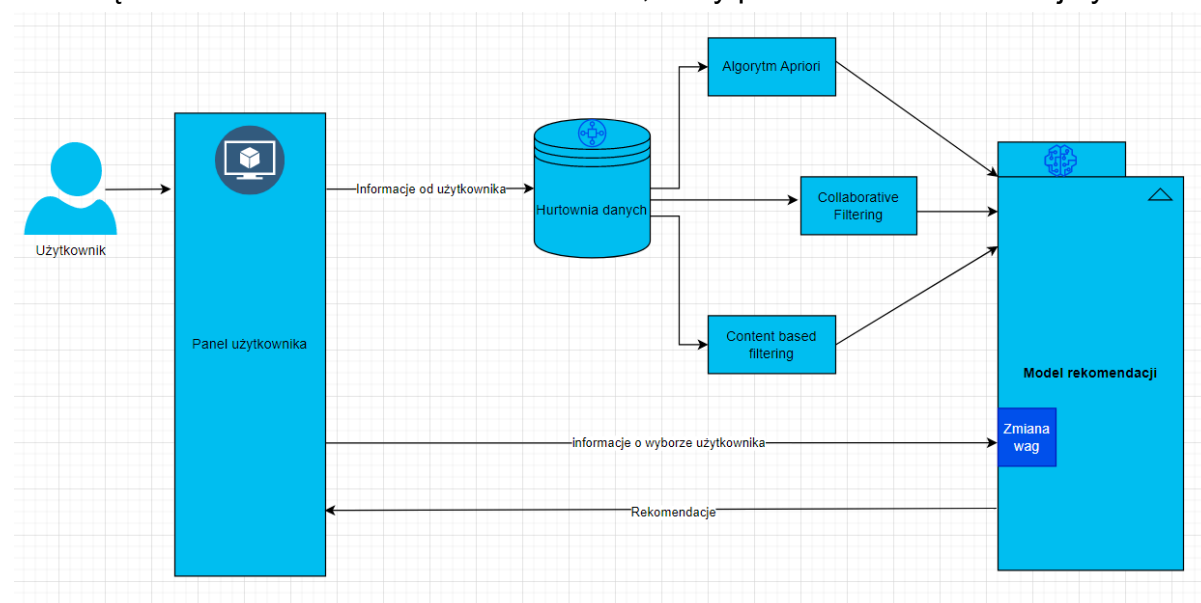 Algorytm Apriori
Informacje od użytkownika
Hurtownia danych
Collaborative
Filtering
Użytkownik
Content based
filtering
Panel użytkownika
Model rekomendacji
Zmiana
wag
informacje o wyborze użytkownika
Rekomendacje